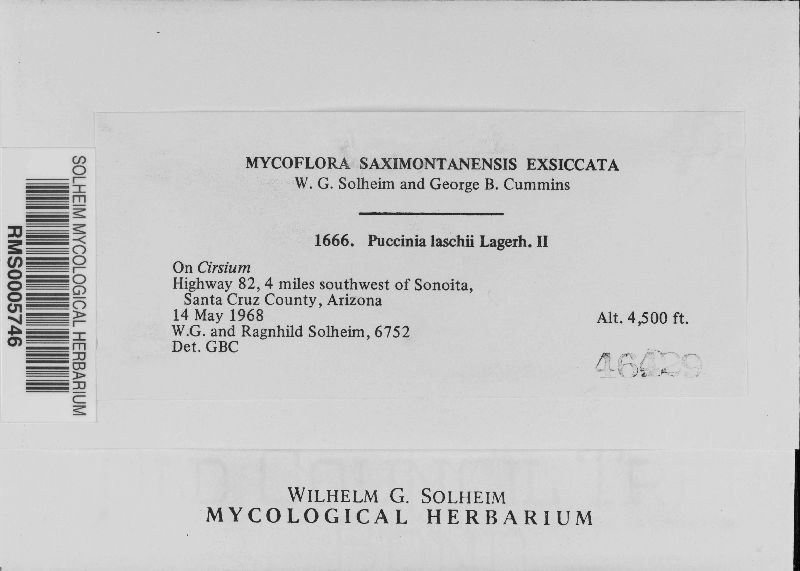 MYCOFLORA SAXIMONTANENSIS EXSICCATA
W. G. Solheim and George B. Cummins
1666. Puccinia laschii Lagerh. II
On Cirsium
Highway 82, 4 miles southwest of Sonoita,
Santa Cruz County, Arizona
14 May 1968
Alt. 4,500 ft.
W.G. and Ragnhild Solheim, 6752
Det. GBC
SOLHEIM MYCOLOGICAL HERBARIUM
RMS0005746
WILHELM G. SOLHEIM
MYCOLOGICAL HERBARIUM